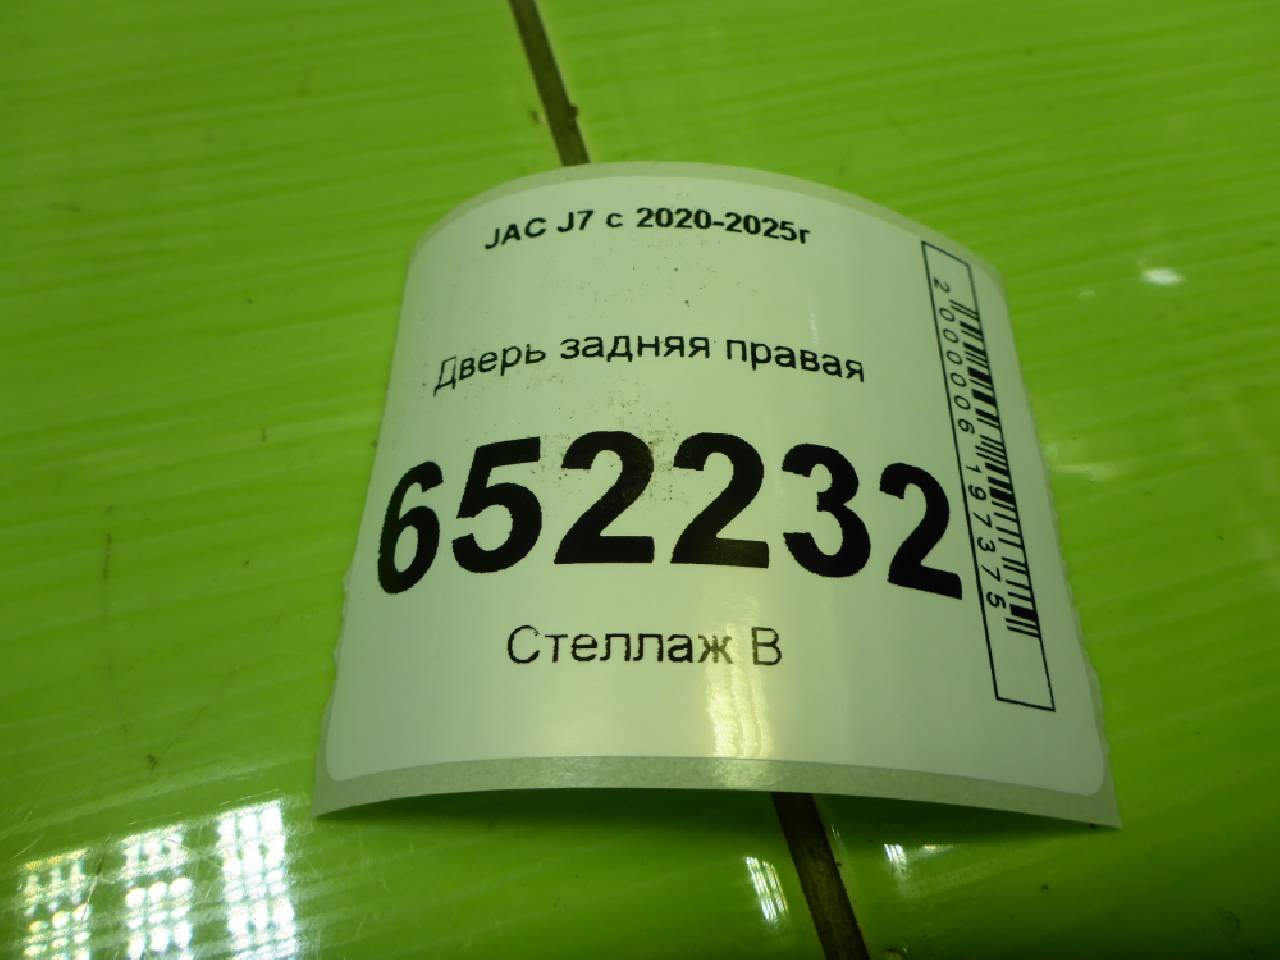 JAC J7 с 2020-2025г
Дверь задняя правая
652232
Стеллаж В
2000006197375